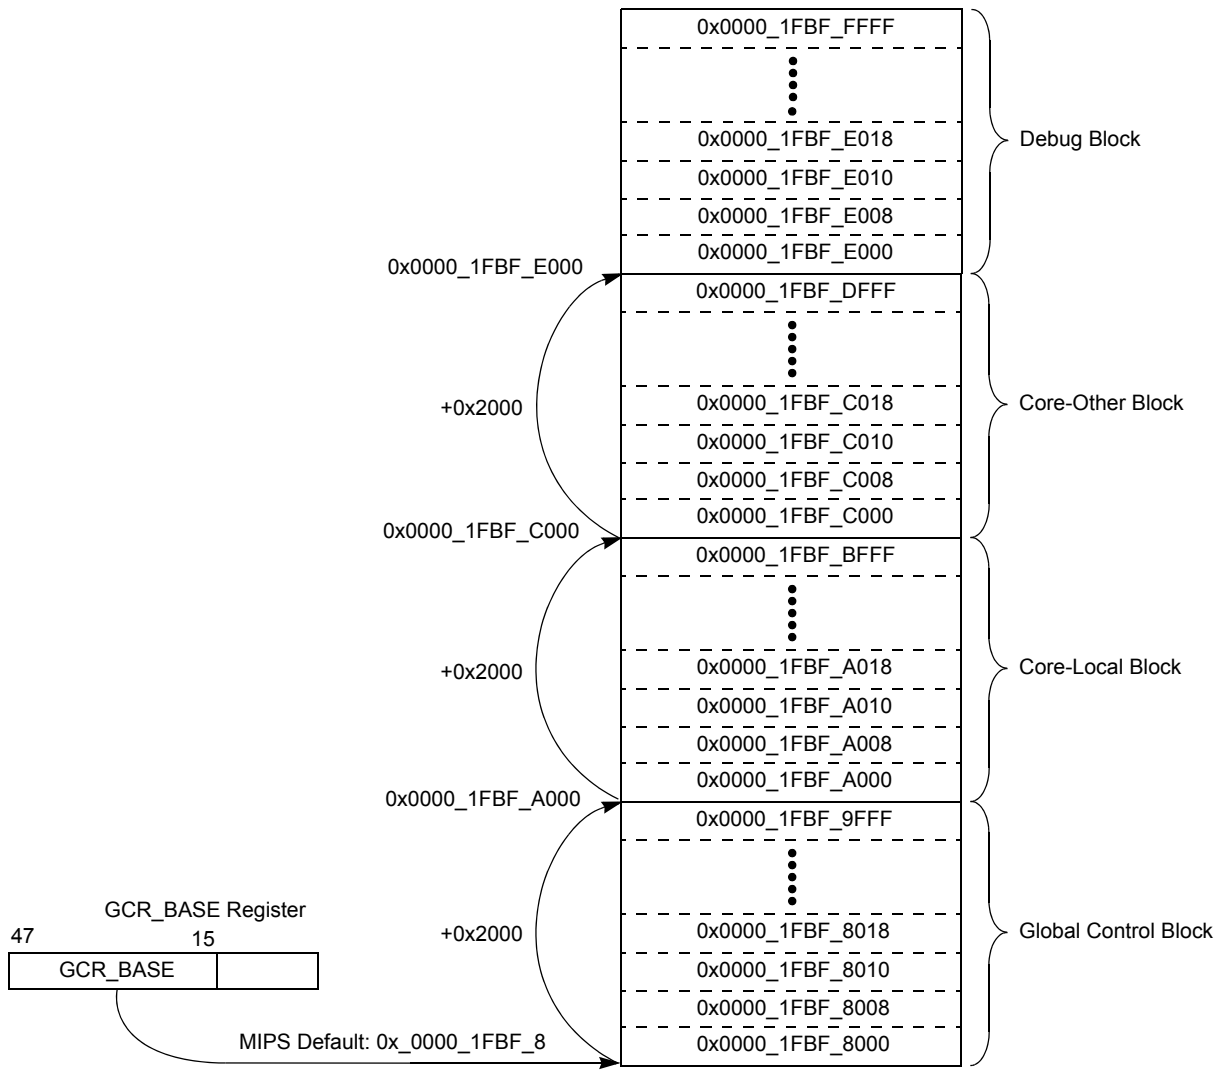 0x0000_1FBF_FFFF
0x0000_1FBF_E018
Debug Block
0x0000_1FBF_E010
0x0000_1FBF_E008
0x0000_1FBF_E000
0x0000_1FBF_E000
0x0000_1FBF_DFFF
+0x2000
0x0000_1FBF_C018
Core-Other Block
0x0000_1FBF_C010
0x0000_1FBF_C008
0x0000_1FBF_C000
0x0000_1FBF_C000
0x0000_1FBF_BFFF
+0x2000
0x0000_1FBF_A018
Core-Local Block
0x0000_1FBF_A010
0x0000_1FBF_A008
0x0000_1FBF_A000
0x0000_1FBF_A000
0x0000_1FBF_9FFF
GCR_BASE Register
47
15
+0x2000
0x0000_1FBF_8018
Global Control Block
GCR_BASE
0x0000_1FBF_8010
0x0000_1FBF_8008
MIPS Default: 0x_0000_1FBF_8
0x0000_1FBF_8000